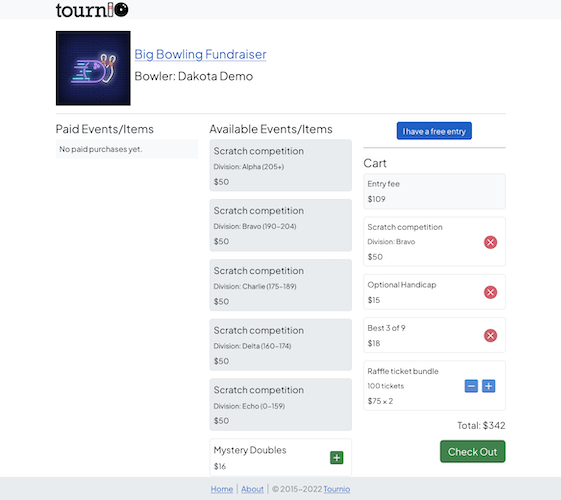 tournio
Big Bowling Fundraiser
Bowler: Dakota Demo
Paid Events/Items
No paid purchases yet.
Available Events/Items
Scratch competition
Division: Alpha (205+)
$50
Scratch competition
Division: Bravo (190–204)
$50
Scratch competition
Division: Charlie (175–189)
$50
Scratch competition
Division: Delta (160–174)
$50
Scratch competition
Division: Echo (0–159)
$50
Mystery Doubles
$16
I have a free entry
Cart
Entry fee
$109
Scratch competition
Division: Bravo
$50
Optional Handicap
$15
Best 3 of 9
$18
Raffle ticket bundle
100 tickets
$75 × 2
Total: $342
Check Out
Home | About | © 2015–2022 Tournio